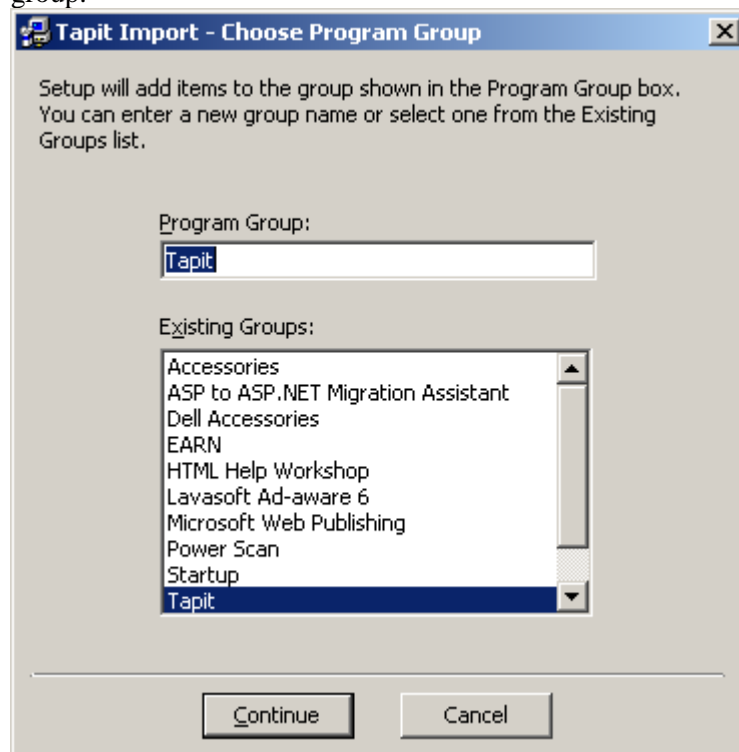 group.
Tapit Import - Choose Program Group
Setup will add items to the group shown in the Program Group box.
You can enter a new group name or select one from the Existing
Groups list.
Program Group:
Tapit
Existing Groups:
Accessories
ASP to ASP.NET Migration Assistant
Dell Accessories
EARN
HTML Help Workshop
Lavasoft Ad-aware 6
Microsoft Web Publishing
Power Scan
Startup
Tapit
Continue
Cancel